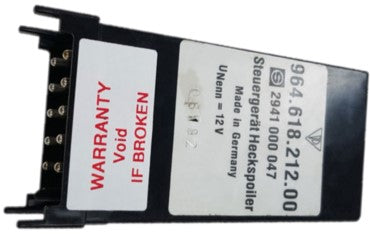 WARRANTY
Void
IF BROKEN
964.618.212.00
S 2941 000 047
Steuergerät Heckspoiler
Made in Germany
UNenn = 12 V